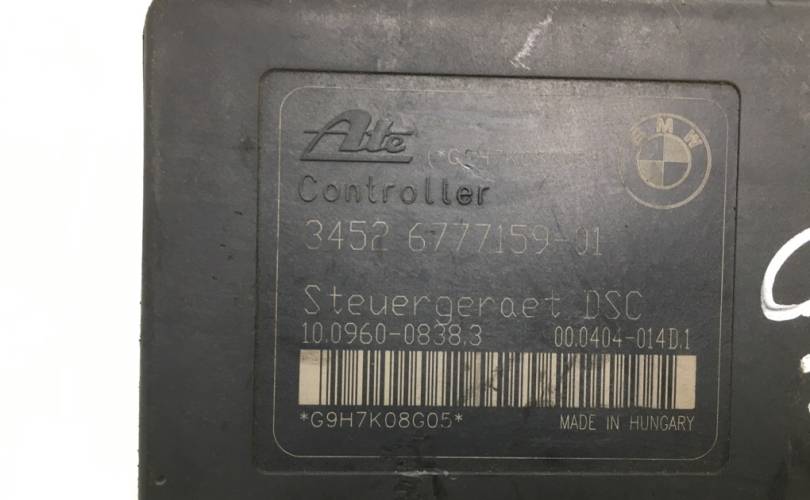 Ate
BMW
Controller
3452 6777159-01
Steuergeraet DSC
10.0960-0838.3 00.0404-014D.1
*G9H7K08G05*
MADE IN HUNGARY